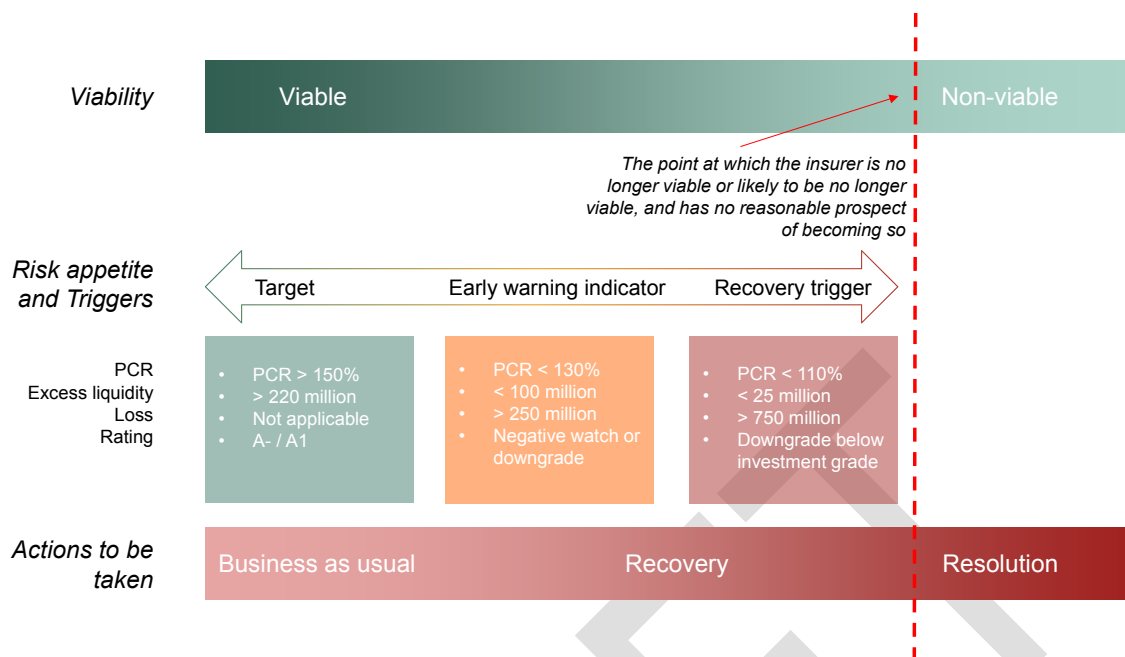 Viability
Viable
Non-viable
The point at which the insurer is no
longer viable or likely to be no longer
viable, and has no reasonable prospect
of becoming so
Risk appetite
and Triggers
Target
Early warning indicator
Recovery trigger
PCR
Excess liquidity
Loss
Rating
• PCR > 150%
• > 220 million
• Not applicable
• A- / A1
• PCR < 130%
• < 100 million
• > 250 million
• Negative watch or
downgrade
• PCR < 110%
• < 25 million
• > 750 million
• Downgrade below
investment grade
Actions to be
taken
Business as usual
Recovery
Resolution